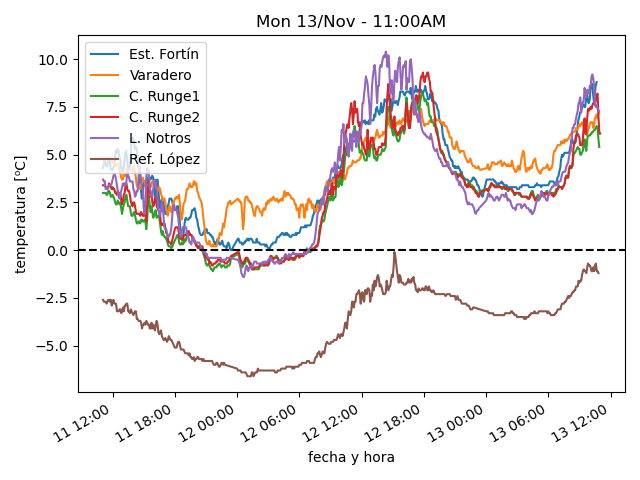 Mon 13/Nov - 11:00AM
Est. Fortín
Varadero
C. Runge1
C. Runge2
L. Notros
Ref. López
temperatura [ºC]
10.0
7.5
5.0
2.5
0.0
−2.5
−5.0
11 12:00
11 18:00
12 00:00
12 06:00
12 12:00
12 18:00
13 00:00
13 06:00
13 12:00
fecha y hora